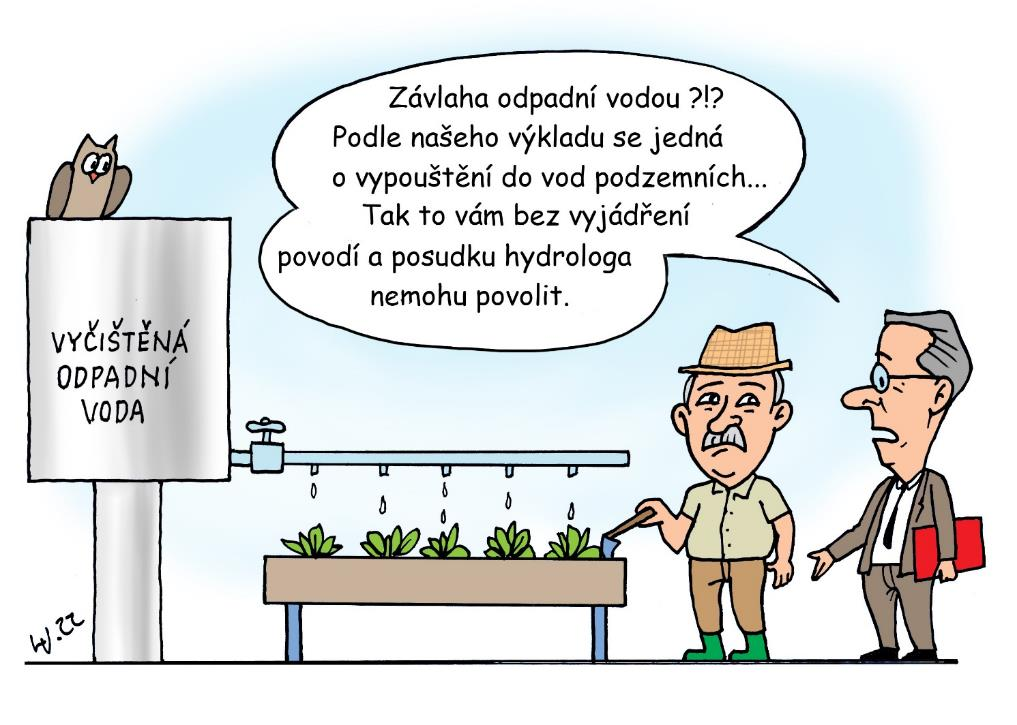 Závlaha odpadní vodou ?!?
Podle našeho výkladu se jedná
o vypouštění do vod podzemních...
Tak to vám bez vyjádření
povodí a posudku hydrologa
nemohu povolit.
VYČIŠTĚNÁ
ODPADNÍ
VODA